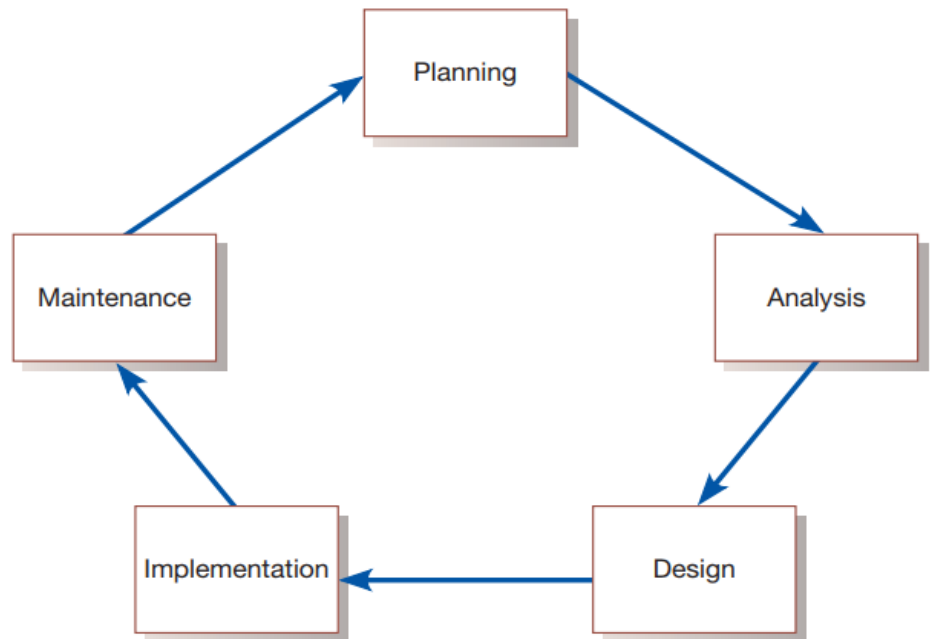 Planning
Analysis
Design
Implementation
Maintenance